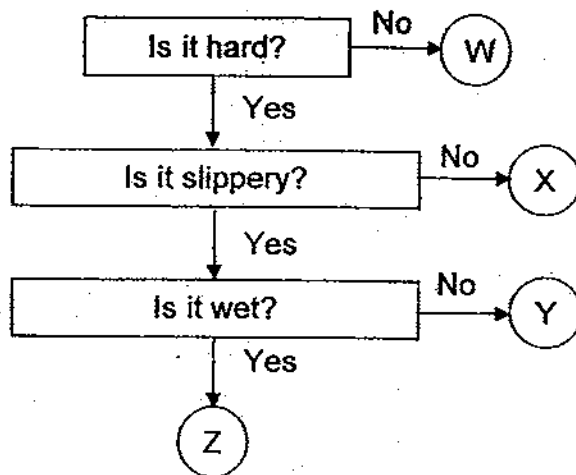 Is it hard?
No
W
Yes
Is it slippery?
No
X
Yes
Is it wet?
No
Y
Yes
Z